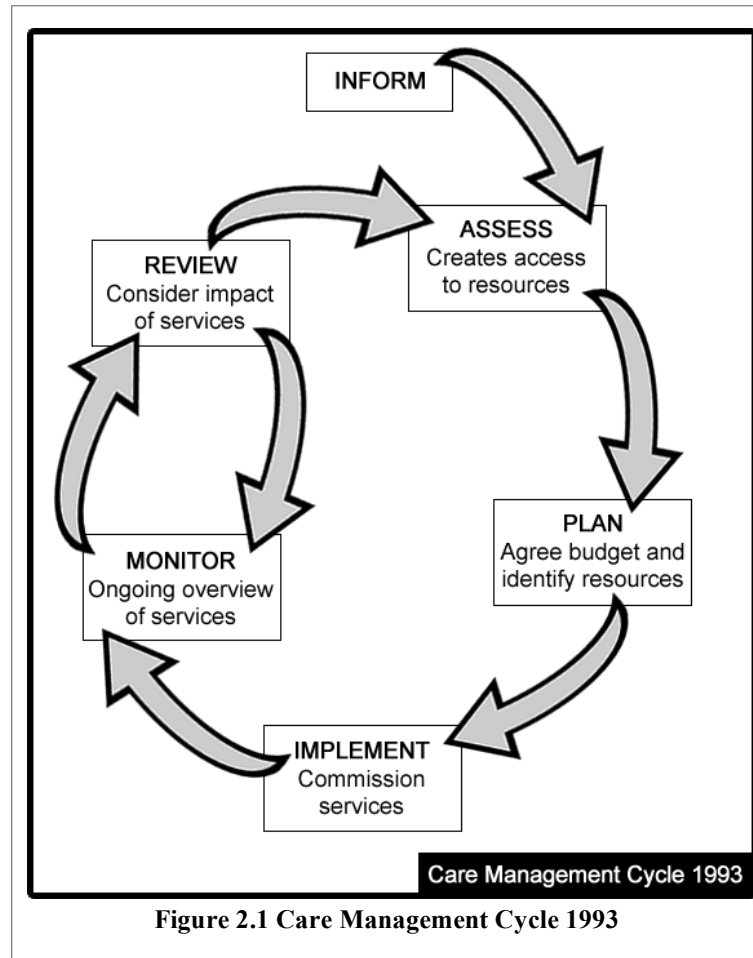 INFORM
ASSESS
Creates access
to resources
REVIEW
Consider impact
of services
PLAN
Agree budget and
identify resources
MONITOR
Ongoing overview
of services
IMPLEMENT
Commission
services
Care Management Cycle 1993
Figure 2.1 Care Management Cycle 1993